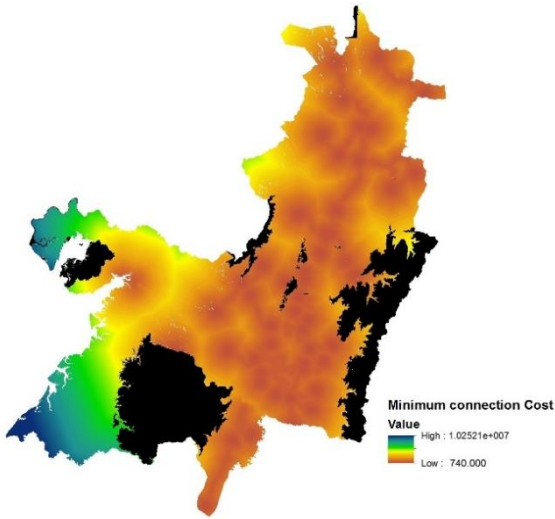 Minimum connection Cost
Value
High : 1.02521e+007
Low : 740.000